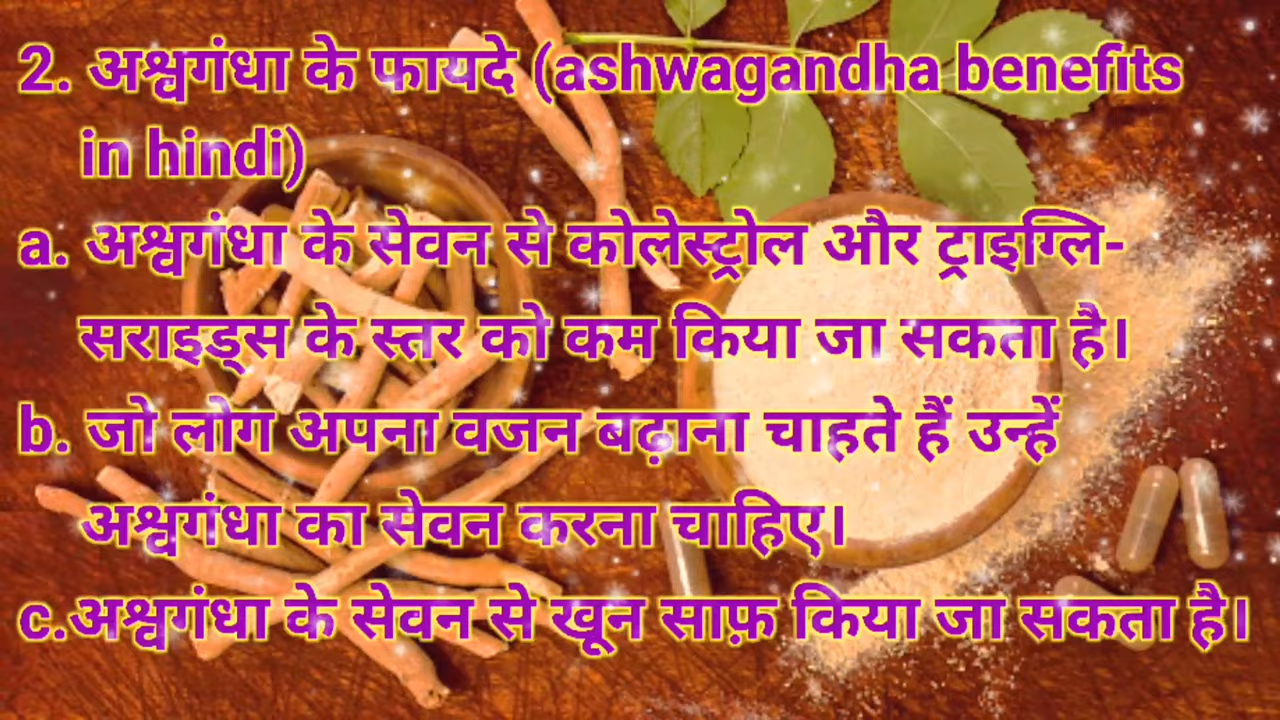 2. अश्वगंधा के फायदे (ashwagandha benefits
in hindi)
a. अश्वगंधा के सेवन से कोलेस्ट्रोल और ट्राइग्लि-
सराइड्स के स्तर को कम किया जा सकता है।
b. जो लोग अपना वजन बढ़ाना चाहते हैं उन्हें
अश्वगंधा का सेवन करना चाहिए।
c.अश्वगंधा के सेवन से खून साफ़ किया जा सकता है।